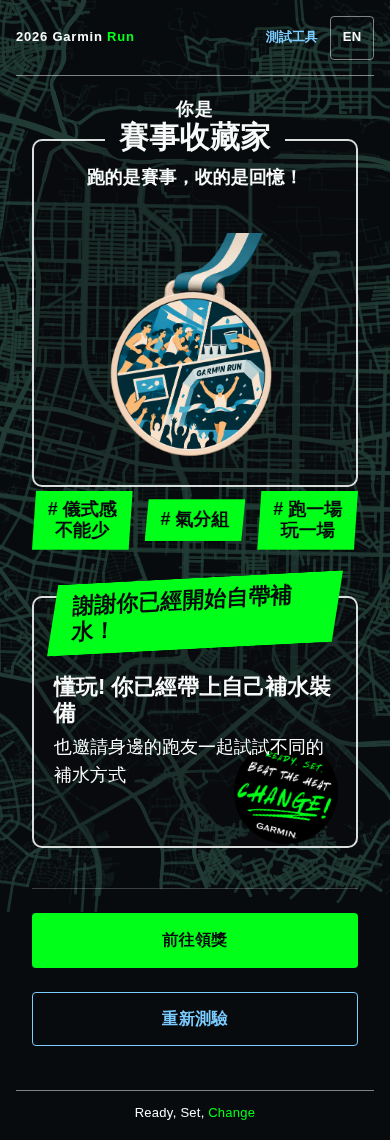 2026 Garmin Run
測試工具
EN
你是
賽事收藏家
跑的是賽事，收的是回憶！
GARMIN RUN
# 儀式感
不能少
# 氣分組
# 跑一場
玩一場
謝謝你已經開始自帶補
水！
懂玩! 你已經帶上自己補水裝
備
也邀請身邊的跑友一起試試不同的
補水方式
READY, SET
BEAT THE HEAT
CHANGE!
GARMIN
前往領獎
重新測驗
Ready, Set, Change